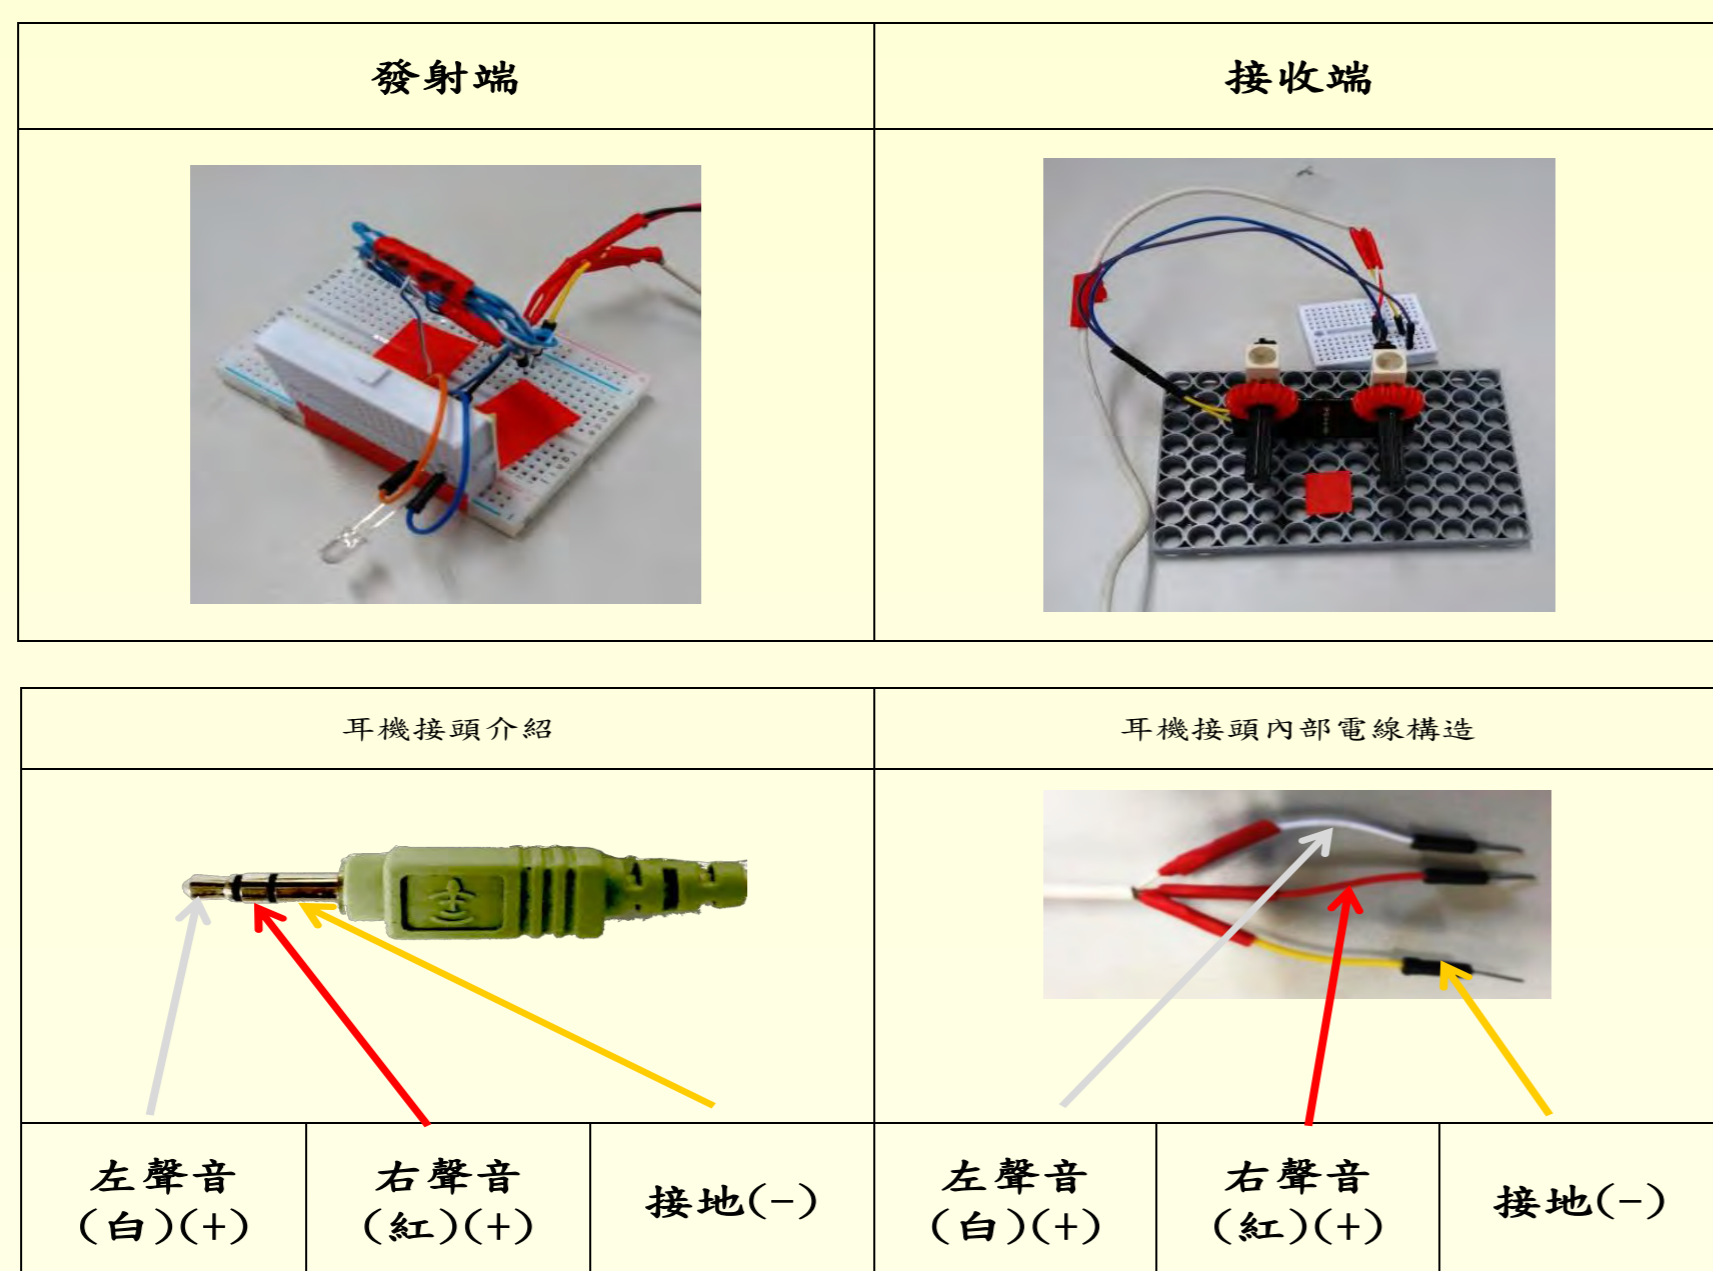 發射端
接收端
耳機接頭介紹
耳機接頭內部電線構造
左聲音
(白)(+)
右聲音
(紅)(+)
接地(-)
左聲音
(白)(+)
右聲音
(紅)(+)
接地(-)